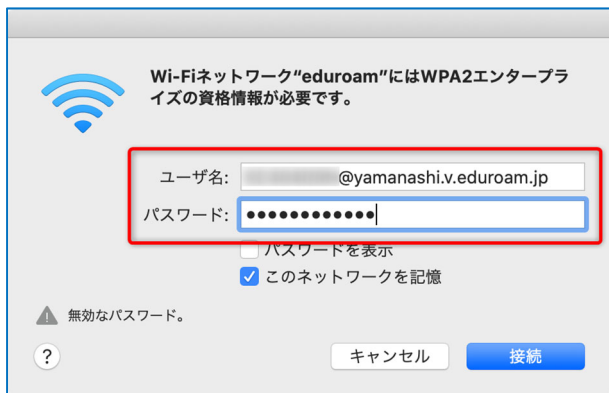 Wi-Fiネットワーク“eduroam”にはWPA2エンタープラ
イズの資格情報が必要です。
ユーザ名: @yamanashi.v.eduroam.jp
パスワード: ●●●●●●●●●●●●
パスワードを表示
このネットワークを記憶
無効なパスワード。
? キャンセル 接続